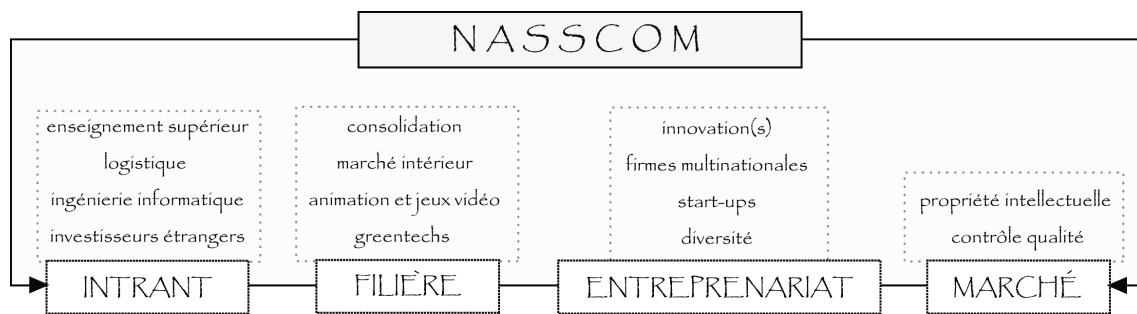 NASSCOM
enseignement supérieur
logistique
ingénierie informatique
investisseurs étrangers
INTRANT
consolidation
marché intérieur
animation et jeux vidéo
greentechs
FILIÈRE
innovation(s)
firmes multinationales
start-ups
diversité
ENTREPRENARIAT
propriété intellectuelle
contrôle qualité
MARCHÉ